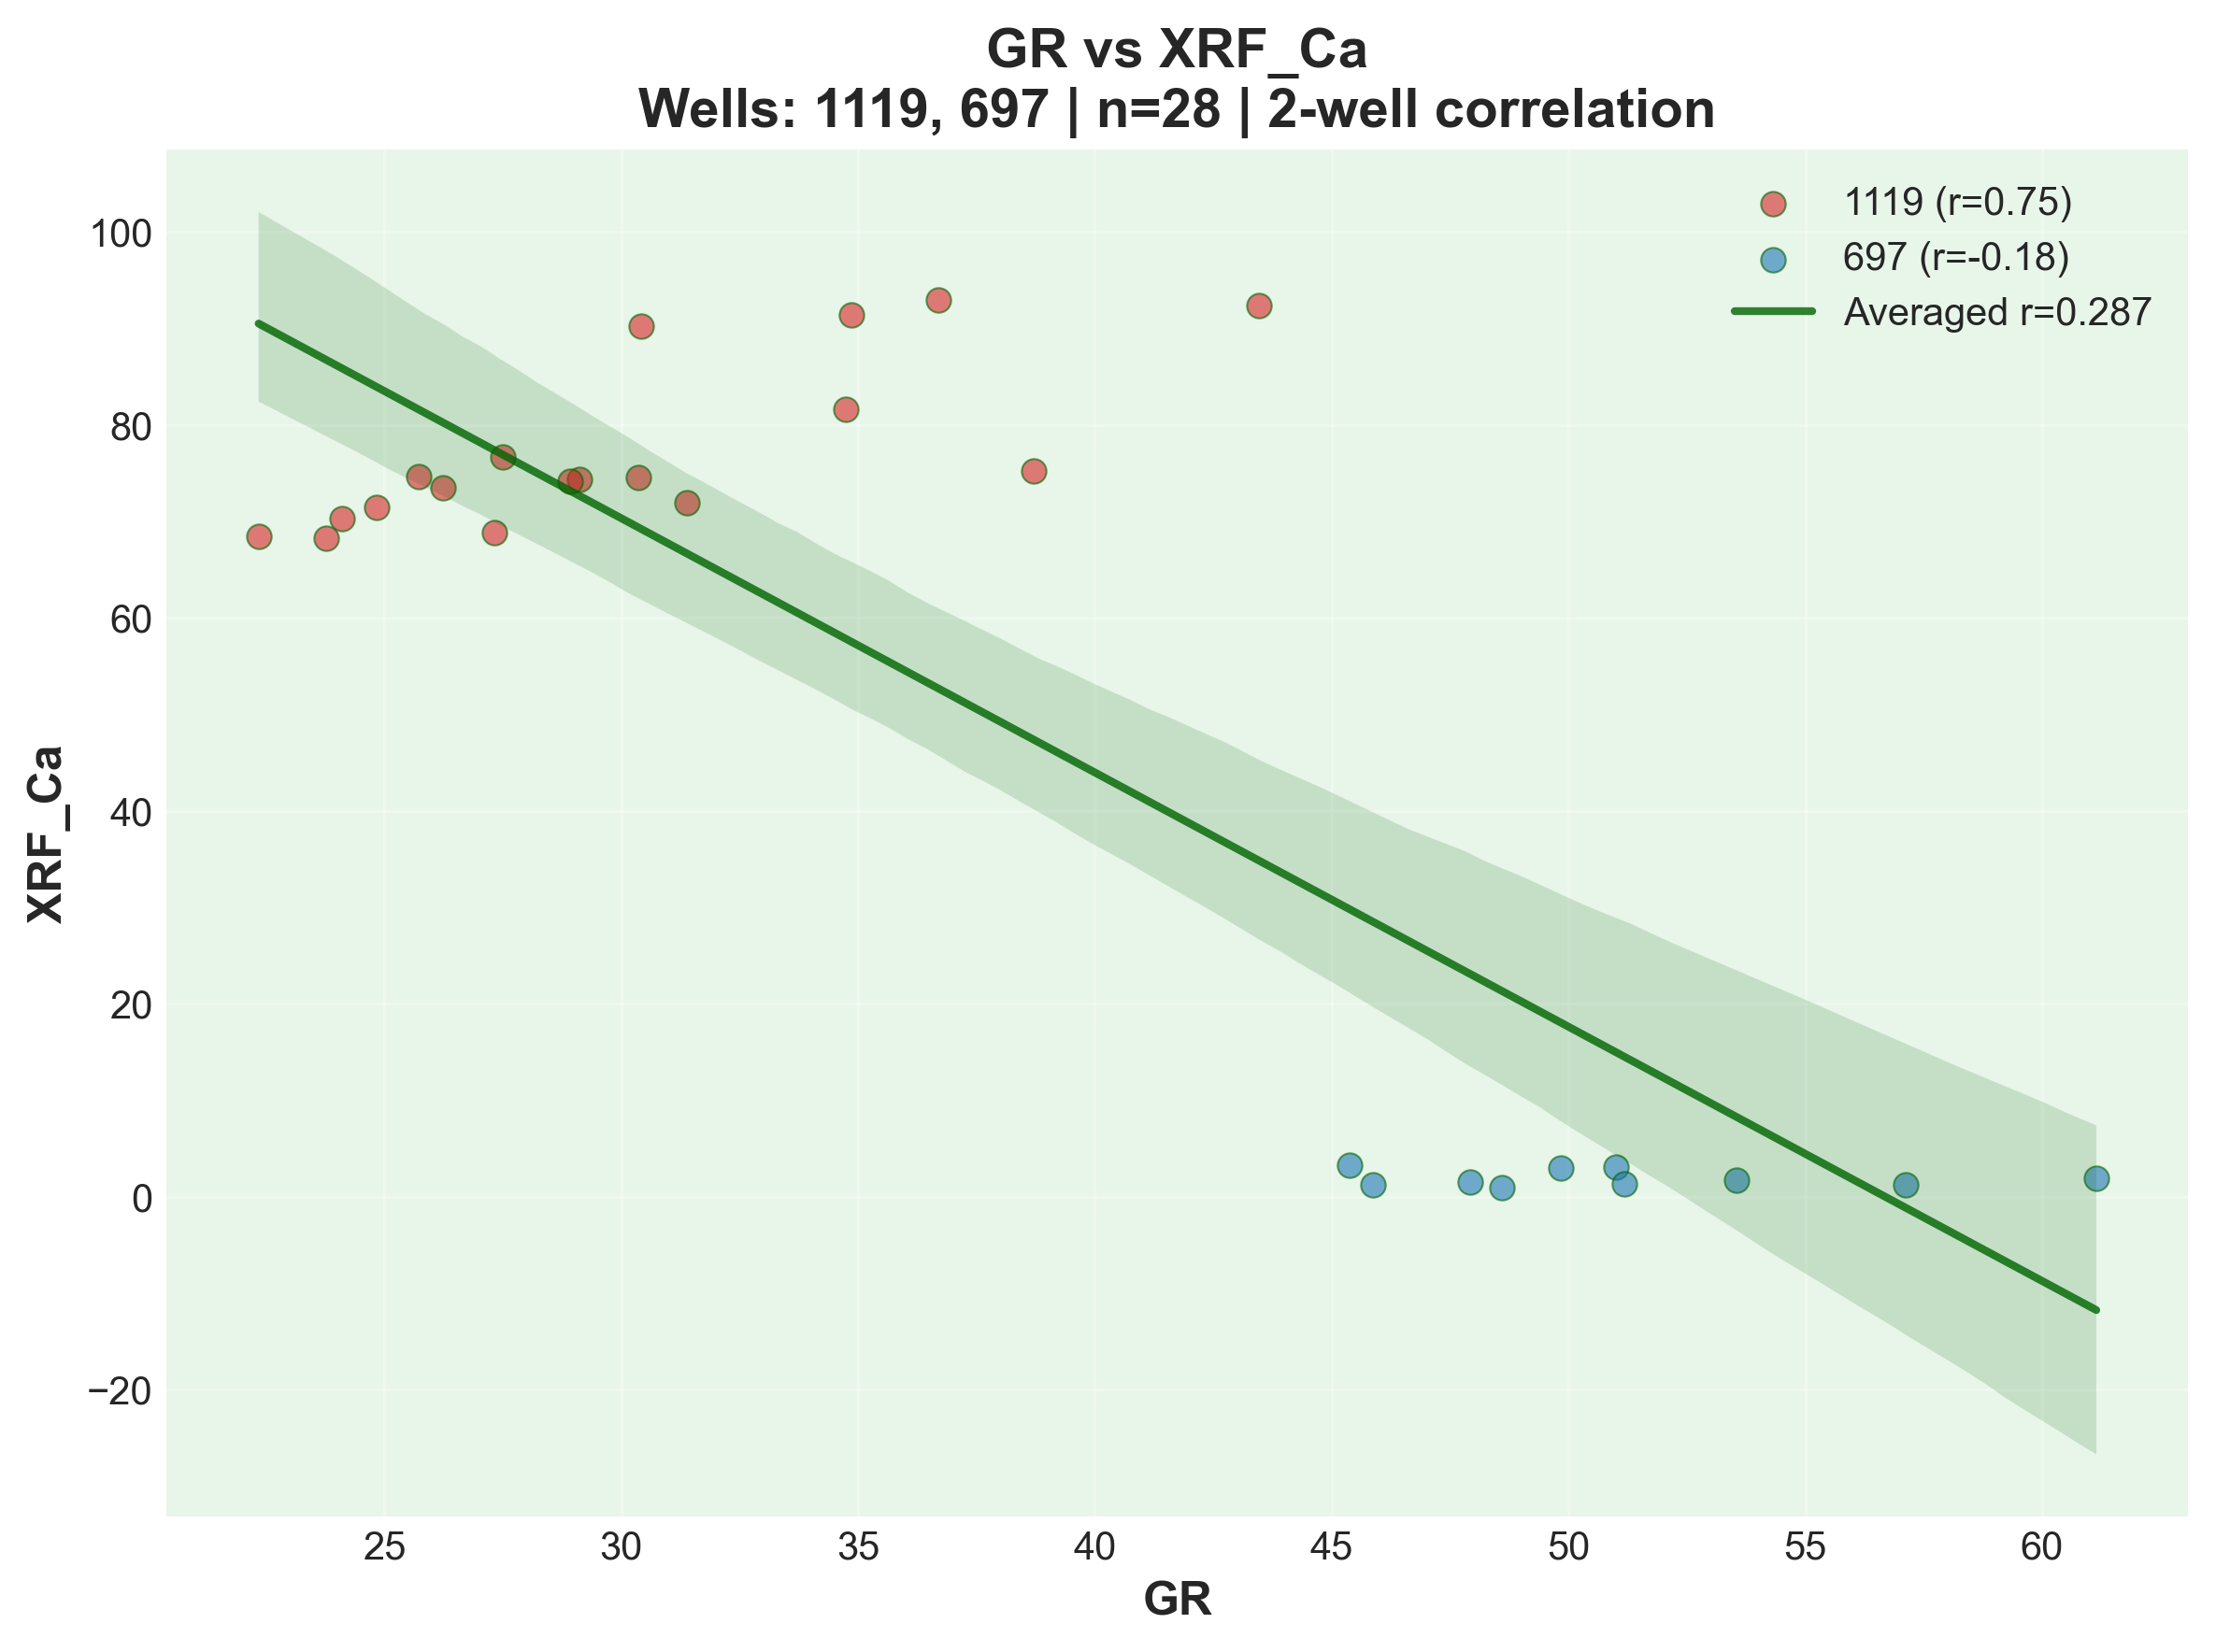 GR vs XRF_Ca
Wells: 1119, 697 | n=28 | 2-well correlation
1119 (r=0.75)
697 (r=-0.18)
Averaged r=0.287
100
80
60
40
20
0
−20
XRF_Ca
25 30 35 40 45 50 55 60
GR